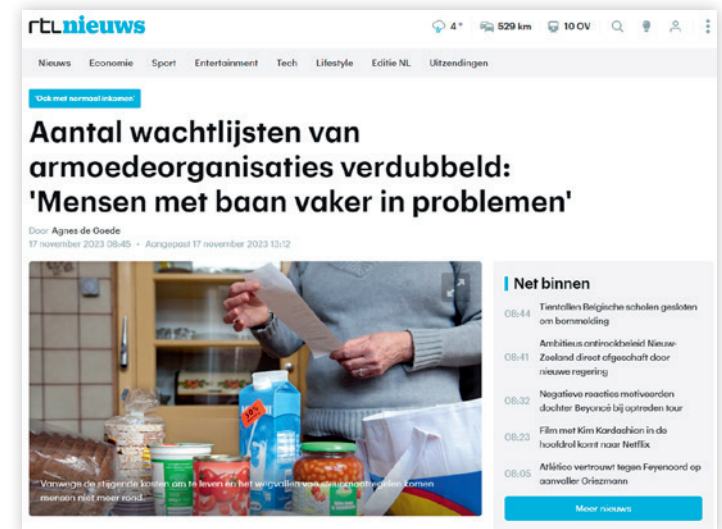 rtlnieuws
4° 529 km 10 OV
Nieuws Economie Sport Entertainment Tech Lifestyle Editie NL Uitzendingen
'Ook met normaal inkomen'
Aantal wachtlijsten van
armoedeorganisaties verdubbeld:
'Mensen met baan vaker in problemen'
Door Agnes de Goede
17 november 2023 08:45 • Aangepast 17 november 2023 13:12
30%
Vanwege de stijgende kosten om te leven en het wegvallen van steunmaatregelen komen
mensen niet meer rond.
Net binnen
08:44 Tientallen Belgische scholen gesloten
om bommelding
08:41 Ambitieus antirookbeleid Nieuw-
Zeeland direct afgeschaft door
nieuwe regering
08:32 Negatieve reacties motiveerden
dochter Beyoncé bij optreden tour
08:23 Film met Kim Kardashian in de
hoofdrol komt naar Netflix
08:05 Atlético vertrouwt tegen Feyenoord op
aanvaller Griezmann
Meer nieuws